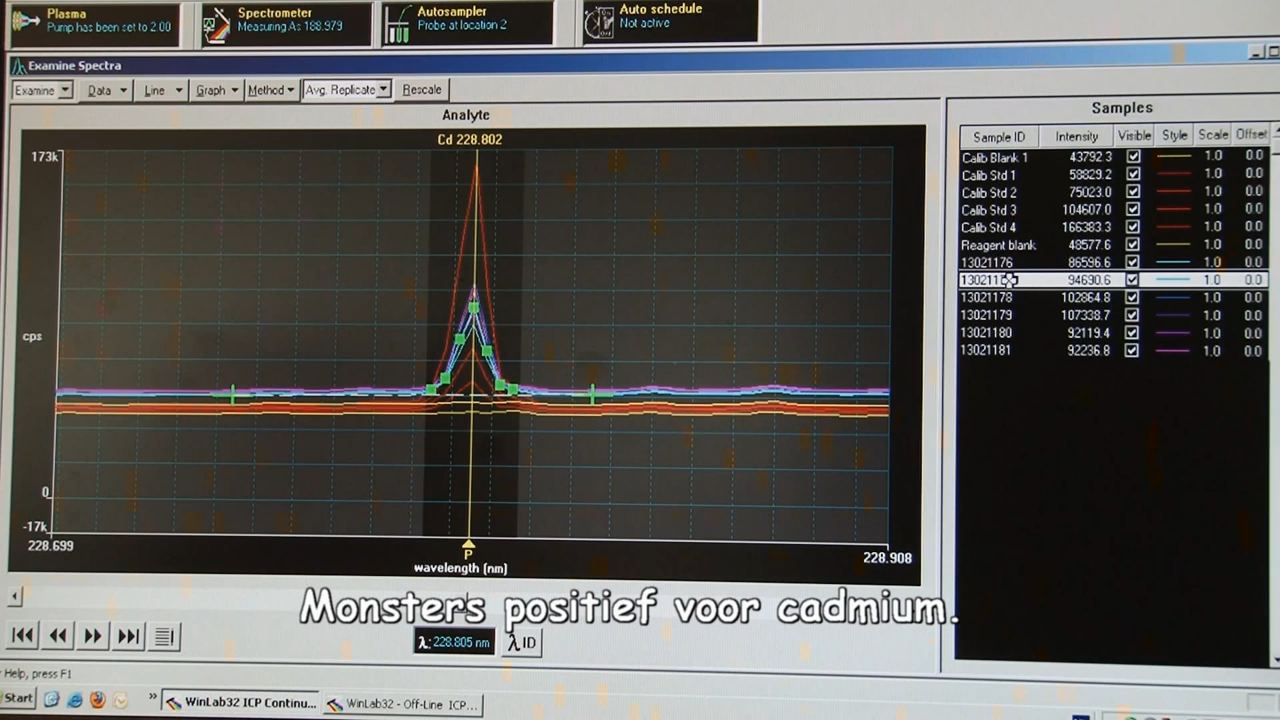 Plasma
Pump has been set to 2.00
Spectrometer
Measuring As 188.979
Autosampler
Probe at location 2
Auto schedule
Not active
Examine Spectra
Examine Data Line Graph Method Avg. Replicate Rescale
Analyte
Cd 228.802
173k
cps
0
-17k
228.699
228.908
P
wavelength (nm)
Samples
Sample ID Intensity Visible Style Scale Offset
Calib Blank 1 43792.3 1.0 0.0
Calib Std 1 58829.2 1.0 0.0
Calib Std 2 75023.0 1.0 0.0
Calib Std 3 104607.0 1.0 0.0
Calib Std 4 166383.3 1.0 0.0
Reagent blank 48577.6 1.0 0.0
13021176 86596.6 1.0 0.0
94690.6 1.0 0.0
13021178 102864.8 1.0 0.0
13021179 107338.7 1.0 0.0
13021180 92119.4 1.0 0.0
13021181 92236.8 1.0 0.0
Monsters positief voor cadmium.
λ: 228.805 nm λ ID
Help, press F1
Start » WinLab32 ICP Continu... WinLab32 - Off-Line ICP...